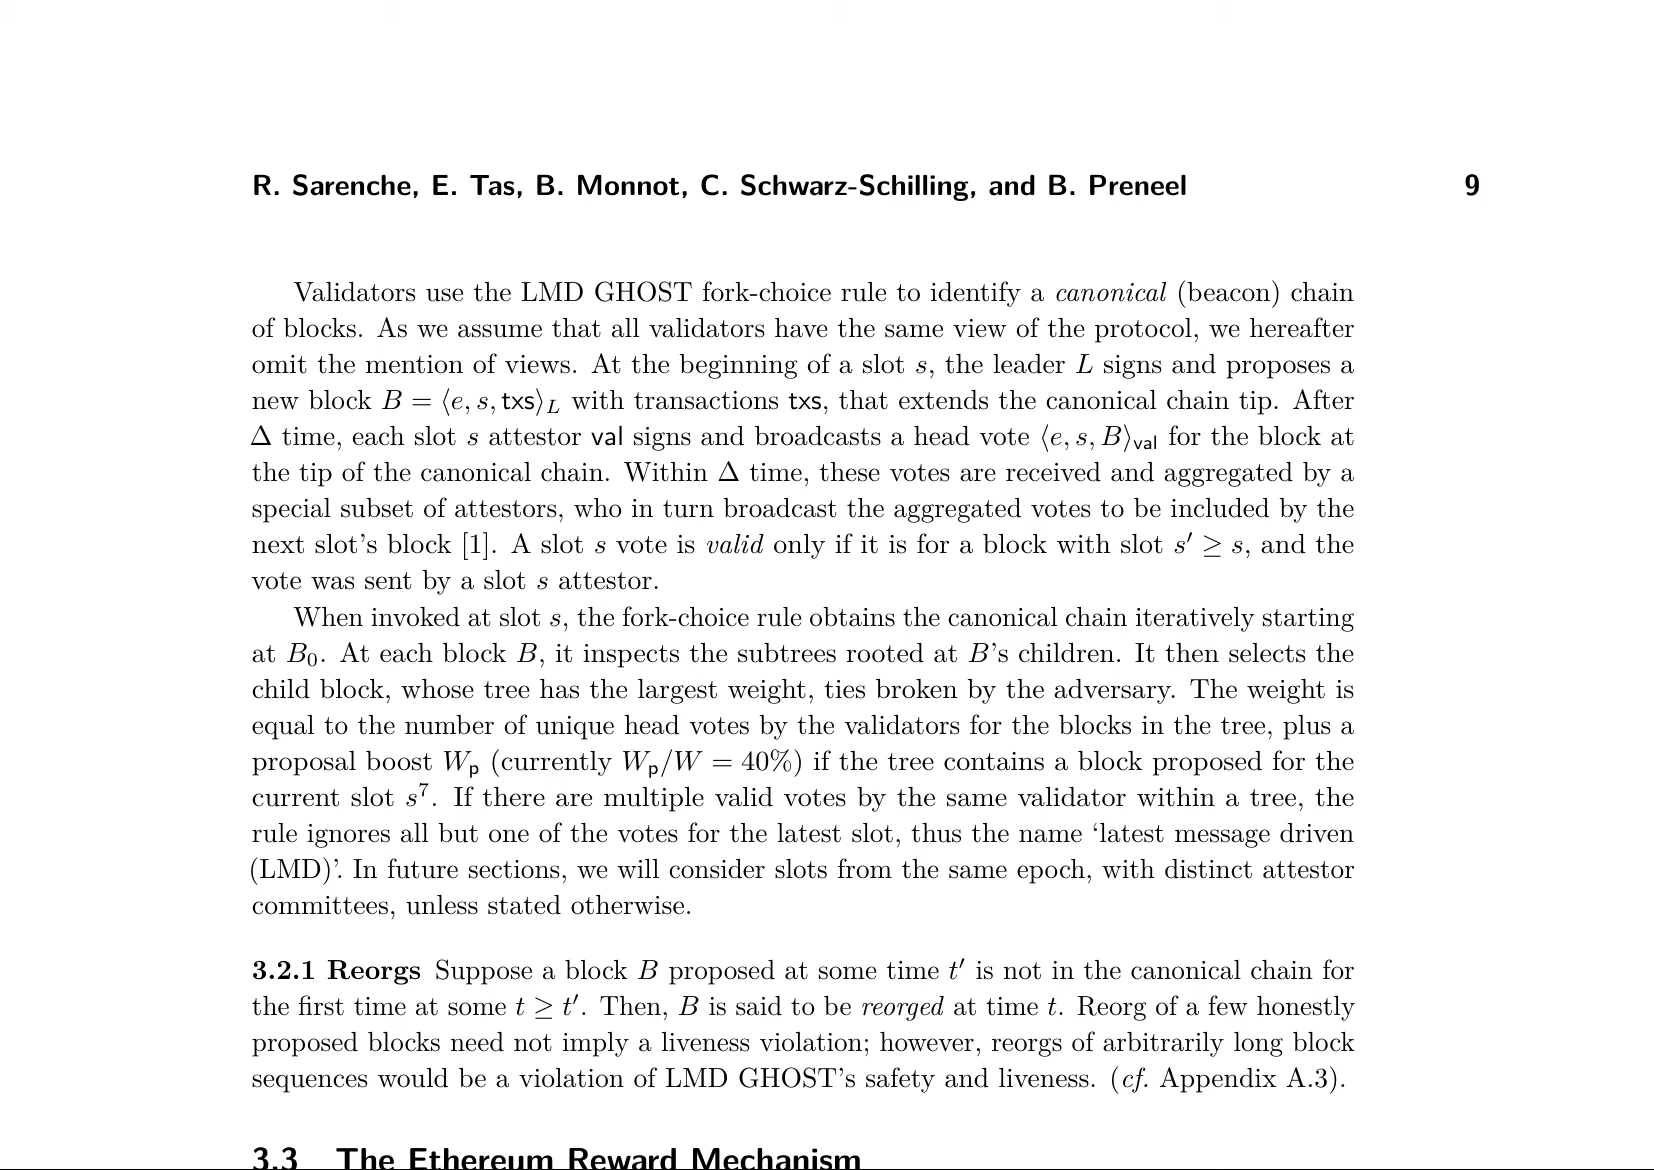 R. Sarenche, E. Tas, B. Monnot, C. Schwarz-Schilling, and B. Preneel 9
Validators use the LMD GHOST fork-choice rule to identify a canonical (beacon) chain
of blocks. As we assume that all validators have the same view of the protocol, we hereafter
omit the mention of views. At the beginning of a slot s, the leader L signs and proposes a
new block B = ⟨e, s, txs⟩_L with transactions txs, that extends the canonical chain tip. After
Δ time, each slot s attestor val signs and broadcasts a head vote ⟨e, s, B⟩_val for the block at
the tip of the canonical chain. Within Δ time, these votes are received and aggregated by a
special subset of attestors, who in turn broadcast the aggregated votes to be included by the
next slot's block [1]. A slot s vote is valid only if it is for a block with slot s′ ≥ s, and the
vote was sent by a slot s attestor.
When invoked at slot s, the fork-choice rule obtains the canonical chain iteratively starting
at B₀. At each block B, it inspects the subtrees rooted at B's children. It then selects the
child block, whose tree has the largest weight, ties broken by the adversary. The weight is
equal to the number of unique head votes by the validators for the blocks in the tree, plus a
proposal boost W_p (currently W_p/W = 40%) if the tree contains a block proposed for the
current slot s⁷. If there are multiple valid votes by the same validator within a tree, the
rule ignores all but one of the votes for the latest slot, thus the name ‘latest message driven
(LMD)’. In future sections, we will consider slots from the same epoch, with distinct attestor
committees, unless stated otherwise.
3.2.1 Reorgs Suppose a block B proposed at some time t′ is not in the canonical chain for
the first time at some t ≥ t′. Then, B is said to be reorged at time t. Reorg of a few honestly
proposed blocks need not imply a liveness violation; however, reorgs of arbitrarily long block
sequences would be a violation of LMD GHOST's safety and liveness. (cf. Appendix A.3).
3.3 The Ethereum Reward Mechanism